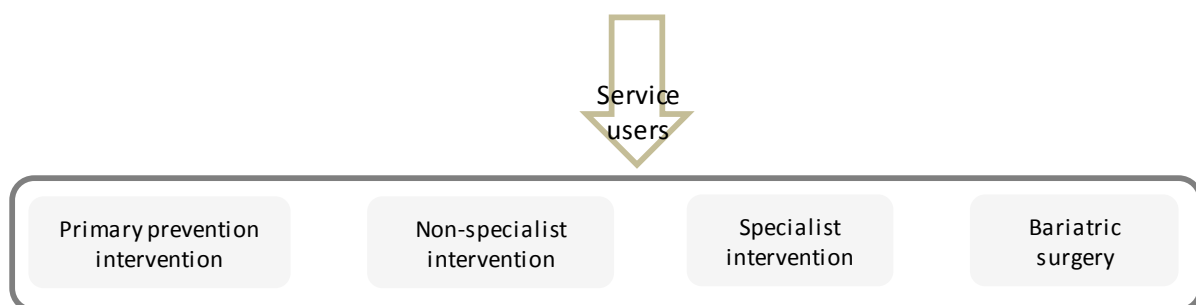 Service
users
Primary prevention
intervention
Non-specialist
intervention
Specialist
intervention
Bariatric
surgery